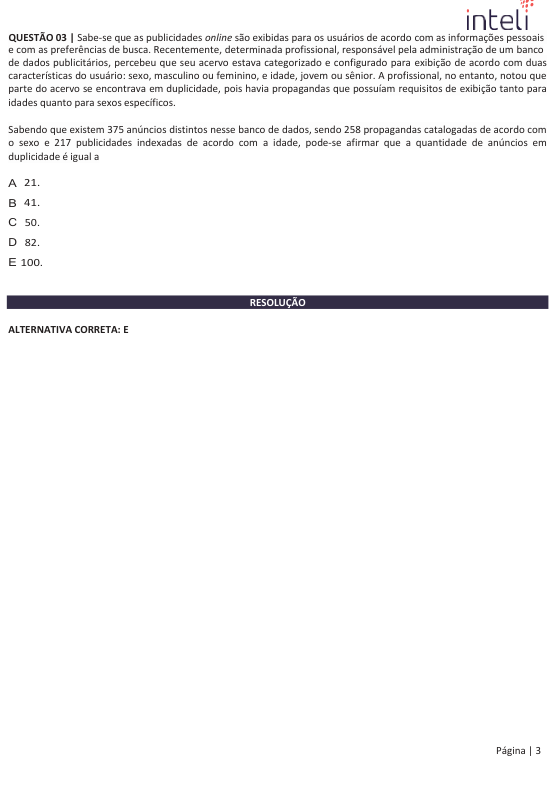 inteli
QUESTÃO 03 | Sabe-se que as publicidades online são exibidas para os usuários de acordo com as informações pessoais
e com as preferências de busca. Recentemente, determinada profissional, responsável pela administração de um banco
de dados publicitários, percebeu que seu acervo estava categorizado e configurado para exibição de acordo com duas
características do usuário: sexo, masculino ou feminino, e idade, jovem ou sênior. A profissional, no entanto, notou que
parte do acervo se encontrava em duplicidade, pois havia propagandas que possuíam requisitos de exibição tanto para
idades quanto para sexos específicos.
Sabendo que existem 375 anúncios distintos nesse banco de dados, sendo 258 propagandas catalogadas de acordo com
o sexo e 217 publicidades indexadas de acordo com a idade, pode-se afirmar que a quantidade de anúncios em
duplicidade é igual a
A 21.
B 41.
C 50.
D 82.
E 100.
RESOLUÇÃO
ALTERNATIVA CORRETA: E
Página | 3